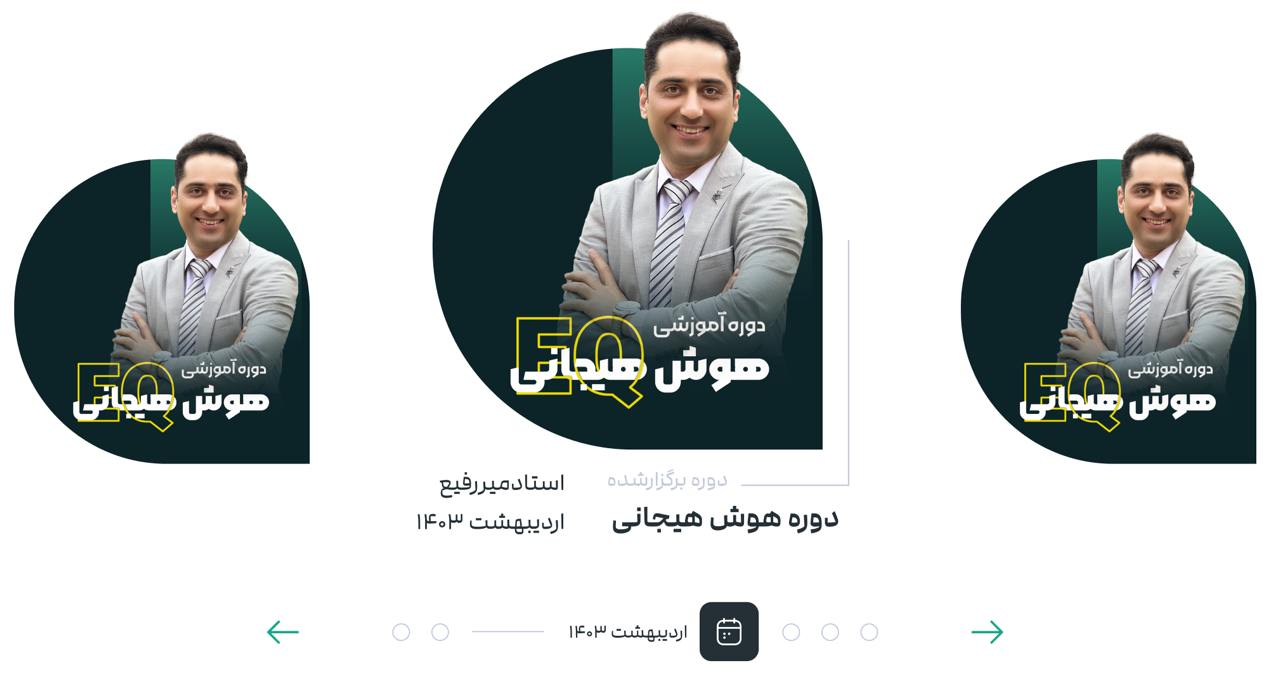 دوره آموزشی
هوش هیجانی
EQ
دوره آموزشی
هوش هیجانی
EQ
دوره آموزشی
هوش هیجانی
EQ
دوره برگزارشده
دوره هوش هیجانی
استادمیررفیع
اردیبهشت ۱۴۰۳
اردیبهشت ۱۴۰۳